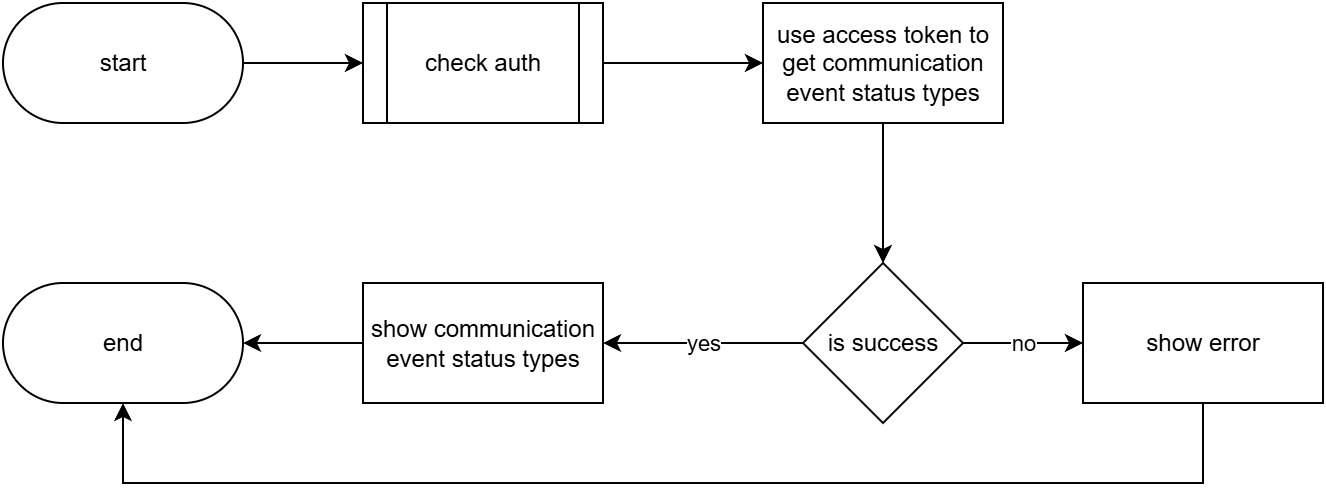 start
check auth
use access token to
get communication
event status types
end
show communication
event status types
yes
is success
no
show error